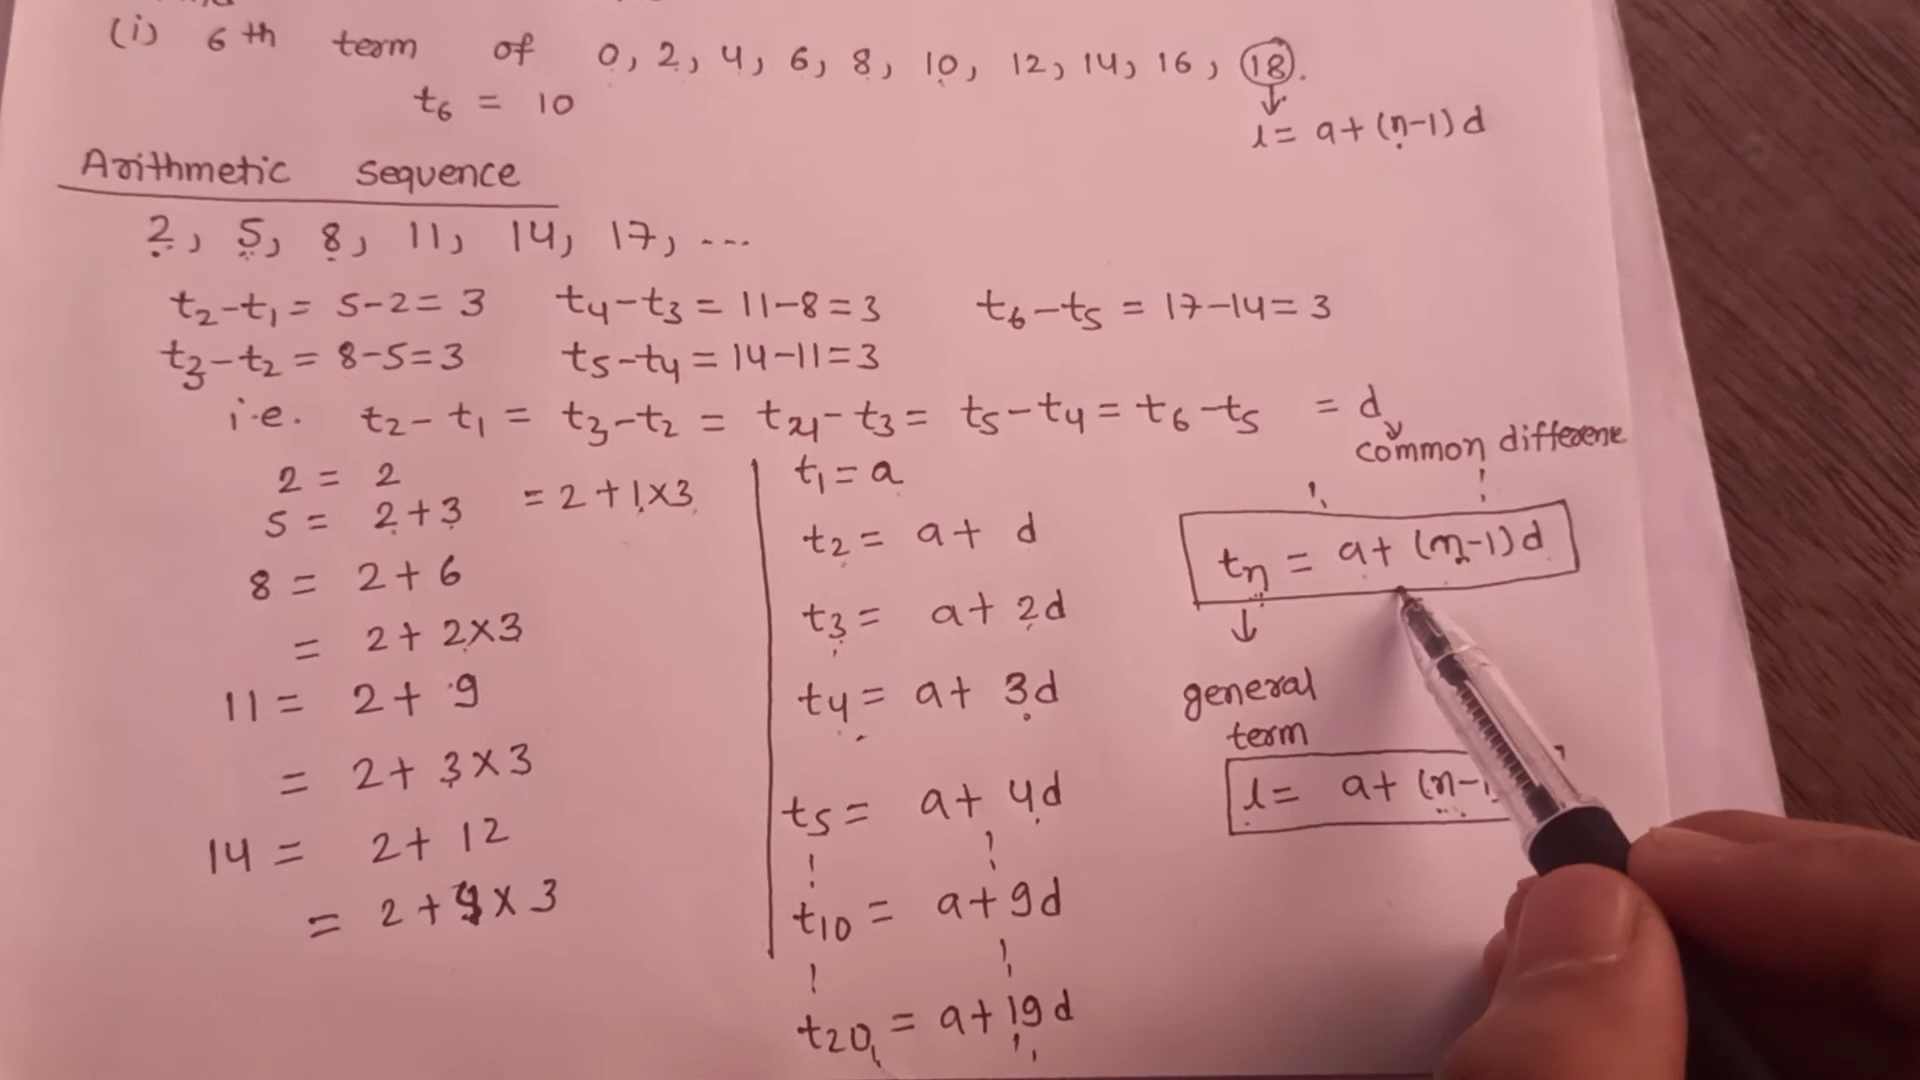 (i) 6th term of 0, 2, 4, 6, 8, 10, 12, 14, 16, 18.
t6 = 10
l = a+(n-1)d
Arithmetic Sequence
2, 5, 8, 11, 14, 17, ...
t2-t1 = 5-2 = 3 t4-t3 = 11-8 = 3 t6-t5 = 17-14 = 3
t3-t2 = 8-5 = 3 t5-t4 = 14-11 = 3
i.e. t2-t1 = t3-t2 = t4-t3 = t5-t4 = t6-t5 = d
common differene
2 = 2
5 = 2+3 = 2+1×3
8 = 2+6
= 2+2×3
11 = 2+9
= 2+3×3
14 = 2+12
= 2+4×3
t1 = a
t2 = a+ d
t3 = a+ 2d
t4 = a+ 3d
t5 = a+ 4d
t10 = a+9d
t20 = a+19d
tn = a+(n-1)d
general
term
l = a+(n-1